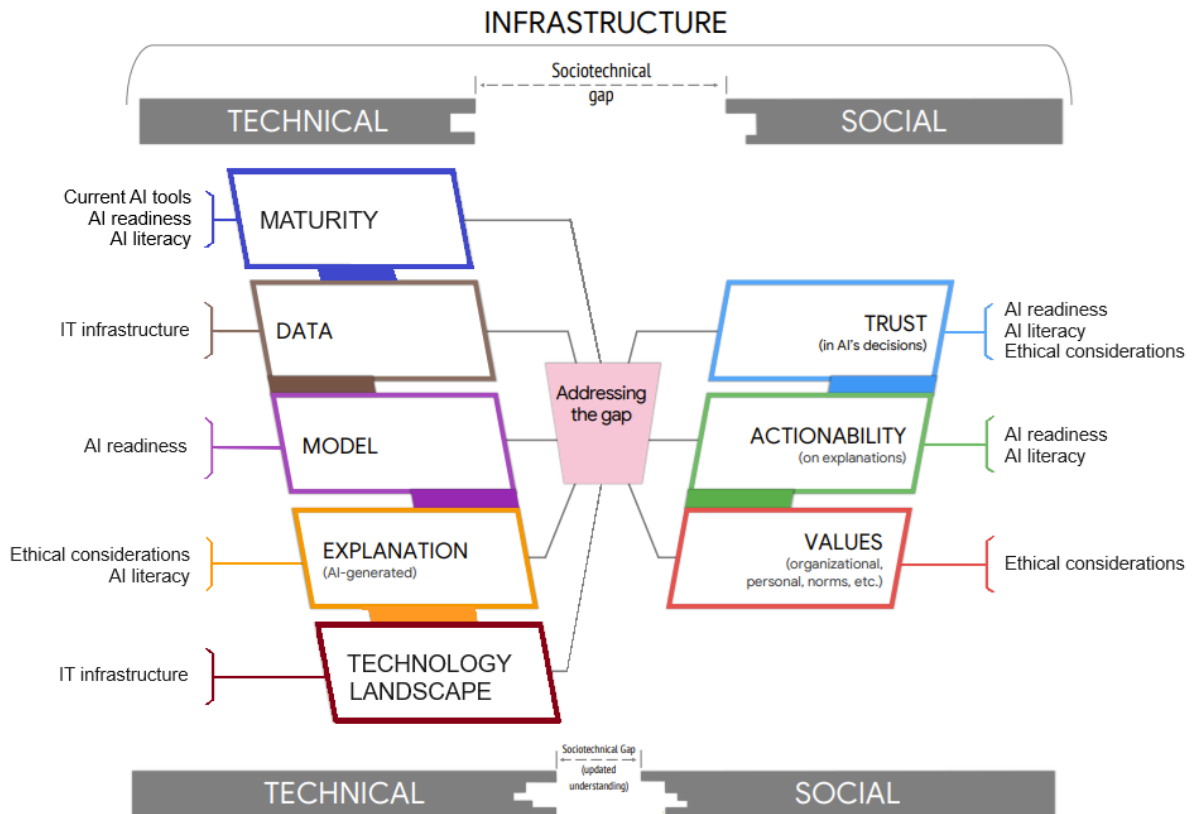 INFRASTRUCTURE
Sociotechnical
gap
TECHNICAL
SOCIAL
Current AI tools
AI readiness
AI literacy
MATURITY
IT infrastructure
DATA
AI readiness
MODEL
Ethical considerations
AI literacy
EXPLANATION
(AI-generated)
IT infrastructure
TECHNOLOGY
LANDSCAPE
Addressing
the gap
TRUST
(in AI's decisions)
AI readiness
AI literacy
Ethical considerations
ACTIONABILITY
(on explanations)
AI readiness
AI literacy
VALUES
(organizational,
personal, norms, etc.)
Ethical considerations
Sociotechnical Gap
(updated
understanding)
TECHNICAL
SOCIAL